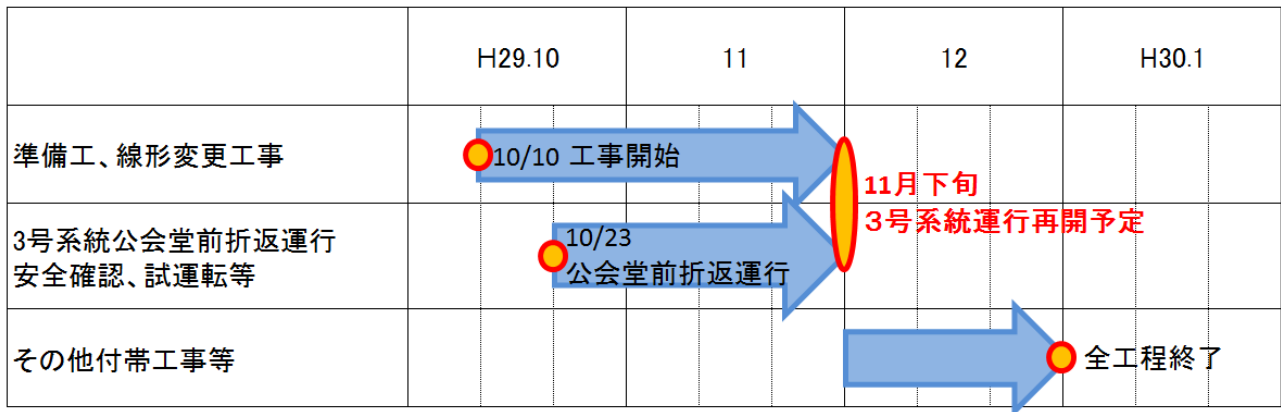 H29.10
11
12
H30.1
準備工、線形変更工事
10/10 工事開始
11月下旬
3号系統運行再開予定
3号系統公会堂前折返運行
安全確認、試運転等
10/23
公会堂前折返運行
その他付帯工事等
全工程終了